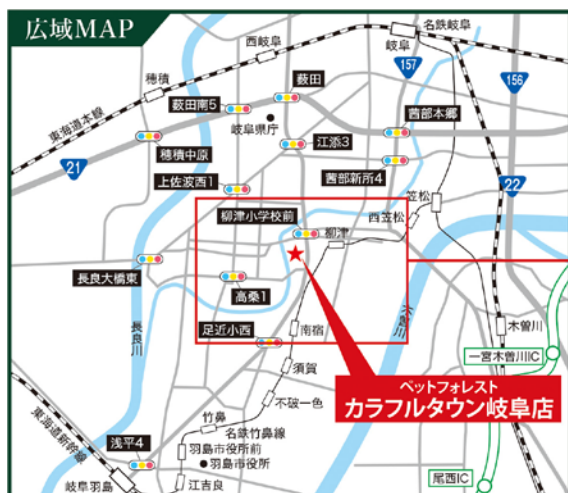 広域MAP
名鉄岐阜
岐阜
西岐阜
穂積
157
156
薮田
薮田南5
岐阜県庁
茜部本郷
東海道本線
21
穂積中原
江添3
上佐波西1
茜部新所4
22
笠松
西笠松
柳津小学校前
柳津
長良大橋東
高桑1
長良川
木曽川
足近小西
南宿
木曽川
一宮木曽川IC
須賀
ペットフォレスト
カラフルタウン岐阜店
不破一色
竹鼻
名鉄竹鼻線
東海道新幹線
浅平4
羽島市役所前
羽島市役所
岐阜羽島
江吉良
尾西IC